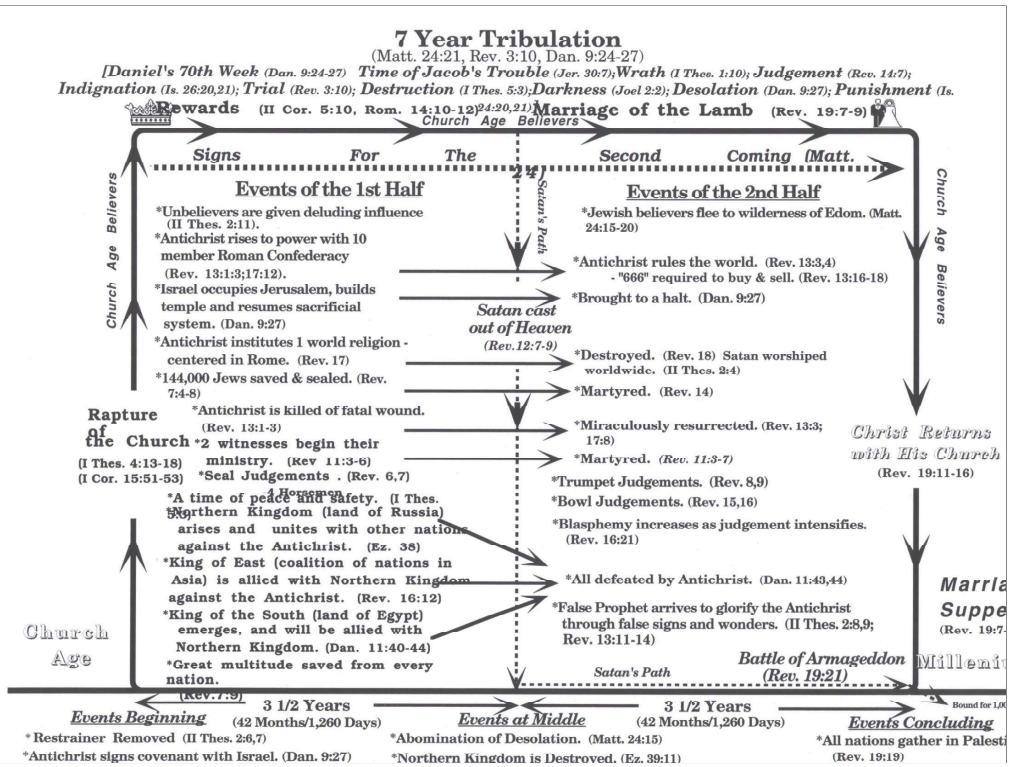 7 Year Tribulation
(Matt. 24:21, Rev. 3:10, Dan. 9:24-27)
[Daniel's 70th Week (Dan. 9:24-27) Time of Jacob's Trouble (Jer. 30:7);Wrath (I Thes. 1:10); Judgement (Rev. 14:7);
Indignation (Is. 26:20,21); Trial (Rev. 3:10); Destruction (I Thes. 5:3);Darkness (Joel 2:2); Desolation (Dan. 9:27); Punishment (Is.
24:20,21)]
Rewards (II Cor. 5:10, Rom. 14:10-12)
Marriage of the Lamb (Rev. 19:7-9)
Church Age Believers
Signs For The Second Coming (Matt.
24)
Church Age Believers
Satan's Path
Church Age Believers
Events of the 1st Half
*Unbelievers are given deluding influence
(II Thes. 2:11).
*Antichrist rises to power with 10
member Roman Confederacy
(Rev. 13:1:3;17:12).
*Israel occupies Jerusalem, builds
temple and resumes sacrificial
system. (Dan. 9:27)
*Antichrist institutes 1 world religion -
centered in Rome. (Rev. 17)
*144,000 Jews saved & sealed. (Rev.
7:4-8)
*Antichrist is killed of fatal wound.
(Rev. 13:1-3)
*2 witnesses begin their
ministry. (Rev 11:3-6)
*Seal Judgements . (Rev. 6,7)
4 Horsemen
*A time of peace and safety. (I Thes.
5:3)
*Northern Kingdom (land of Russia)
arises and unites with other nations
against the Antichrist. (Ez. 38)
*King of East (coalition of nations in
Asia) is allied with Northern Kingdom
against the Antichrist. (Rev. 16:12)
*King of the South (land of Egypt)
emerges, and will be allied with
Northern Kingdom. (Dan. 11:40-44)
*Great multitude saved from every
nation.
(Rev.7:9)
Rapture
of
the Church
(I Thes. 4:13-18)
(I Cor. 15:51-53)
Church
Age
Satan cast
out of Heaven
(Rev.12:7-9)
Events of the 2nd Half
*Jewish believers flee to wilderness of Edom. (Matt.
24:15-20)
*Antichrist rules the world. (Rev. 13:3,4)
- "666" required to buy & sell. (Rev. 13:16-18)
*Brought to a halt. (Dan. 9:27)
*Destroyed. (Rev. 18) Satan worshiped
worldwide. (II Thes. 2:4)
*Martyred. (Rev. 14)
*Miraculously resurrected. (Rev. 13:3;
17:8)
*Martyred. (Rev. 11:3-7)
*Trumpet Judgements. (Rev. 8,9)
*Bowl Judgements. (Rev. 15,16)
*Blasphemy increases as judgement intensifies.
(Rev. 16:21)
*All defeated by Antichrist. (Dan. 11:43,44)
*False Prophet arrives to glorify the Antichrist
through false signs and wonders. (II Thes. 2:8,9;
Rev. 13:11-14)
Christ Returns
with His Church
(Rev. 19:11-16)
Marria
Suppe
(Rev. 19:7-
Satan's Path
Battle of Armageddon
(Rev. 19:21)
Milleniu
Bound for 1,00
3 1/2 Years
(42 Months/1,260 Days)
3 1/2 Years
(42 Months/1,260 Days)
Events Beginning
*Restrainer Removed (II Thes. 2:6,7)
*Antichrist signs covenant with Israel. (Dan. 9:27)
Events at Middle
*Abomination of Desolation. (Matt. 24:15)
*Northern Kingdom is Destroyed. (Ez. 39:11)
Events Concluding
*All nations gather in Palesti
(Rev. 19:19)